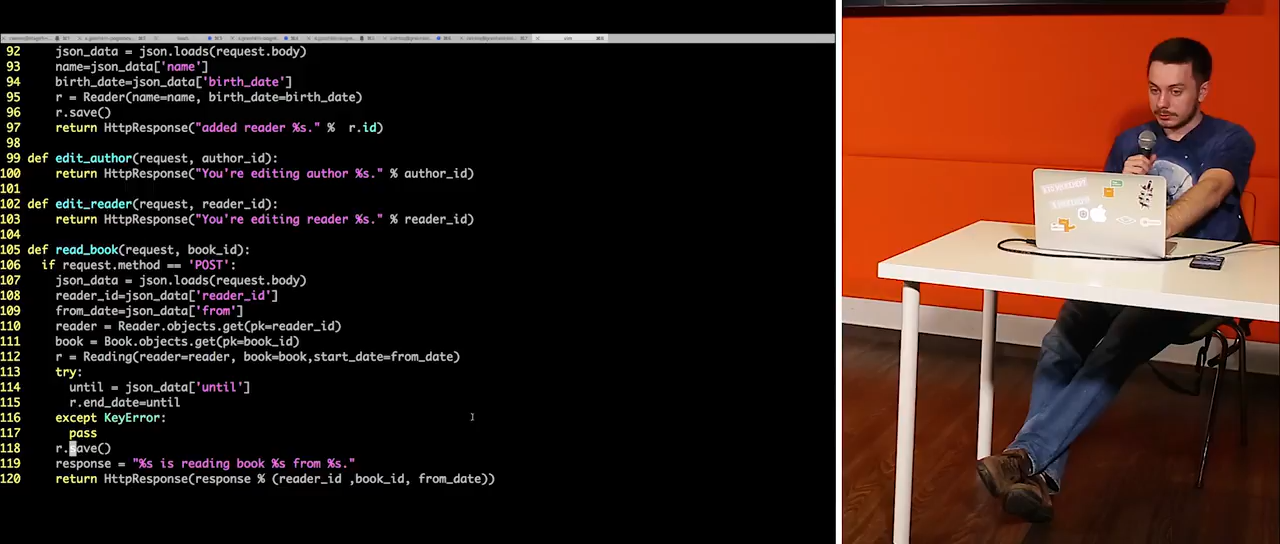 92 json_data = json.loads(request.body)
93 name=json_data['name']
94 birth_date=json_data['birth_date']
95 r = Reader(name=name, birth_date=birth_date)
96 r.save()
97 return HttpResponse("added reader %s." % r.id)
98
99 def edit_author(request, author_id):
100 return HttpResponse("You're editing author %s." % author_id)
101
102 def edit_reader(request, reader_id):
103 return HttpResponse("You're editing reader %s." % reader_id)
104
105 def read_book(request, book_id):
106 if request.method == 'POST':
107 json_data = json.loads(request.body)
108 reader_id=json_data['reader_id']
109 from_date=json_data['from']
110 reader = Reader.objects.get(pk=reader_id)
111 book = Book.objects.get(pk=book_id)
112 r = Reading(reader=reader, book=book,start_date=from_date)
113 try:
114 until = json_data['until']
115 r.end_date=until
116 except KeyError:
117 pass
118 r.save()
119 response = "%s is reading book %s from %s."
120 return HttpResponse(response % (reader_id ,book_id, from_date))